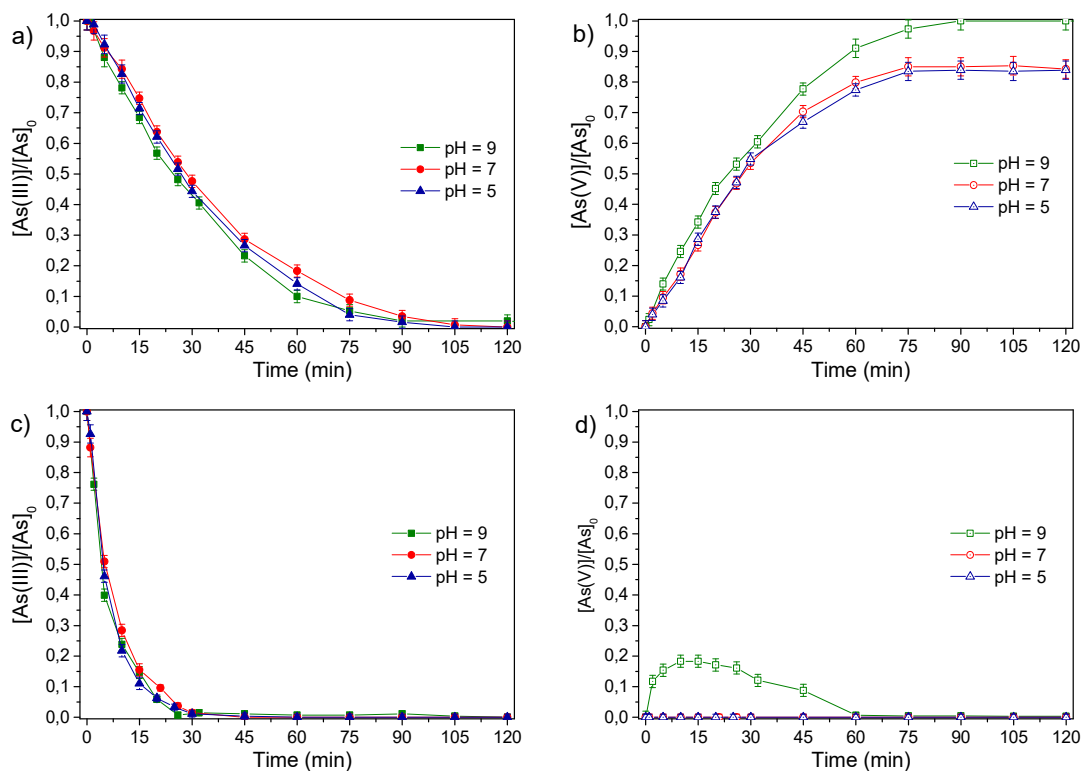 a)
[As(III)]/[As]0
1,0
0,9
0,8
0,7
0,6
0,5
0,4
0,3
0,2
0,1
0,0
pH = 9
pH = 7
pH = 5
0 15 30 45 60 75 90 105 120
Time (min)
b)
[As(V)]/[As]0
1,0
0,9
0,8
0,7
0,6
0,5
0,4
0,3
0,2
0,1
0,0
pH = 9
pH = 7
pH = 5
0 15 30 45 60 75 90 105 120
Time (min)
c)
[As(III)]/[As]0
1,0
0,9
0,8
0,7
0,6
0,5
0,4
0,3
0,2
0,1
0,0
pH = 9
pH = 7
pH = 5
0 15 30 45 60 75 90 105 120
Time (min)
d)
[As(V)]/[As]0
1,0
0,9
0,8
0,7
0,6
0,5
0,4
0,3
0,2
0,1
0,0
pH = 9
pH = 7
pH = 5
0 15 30 45 60 75 90 105 120
Time (min)